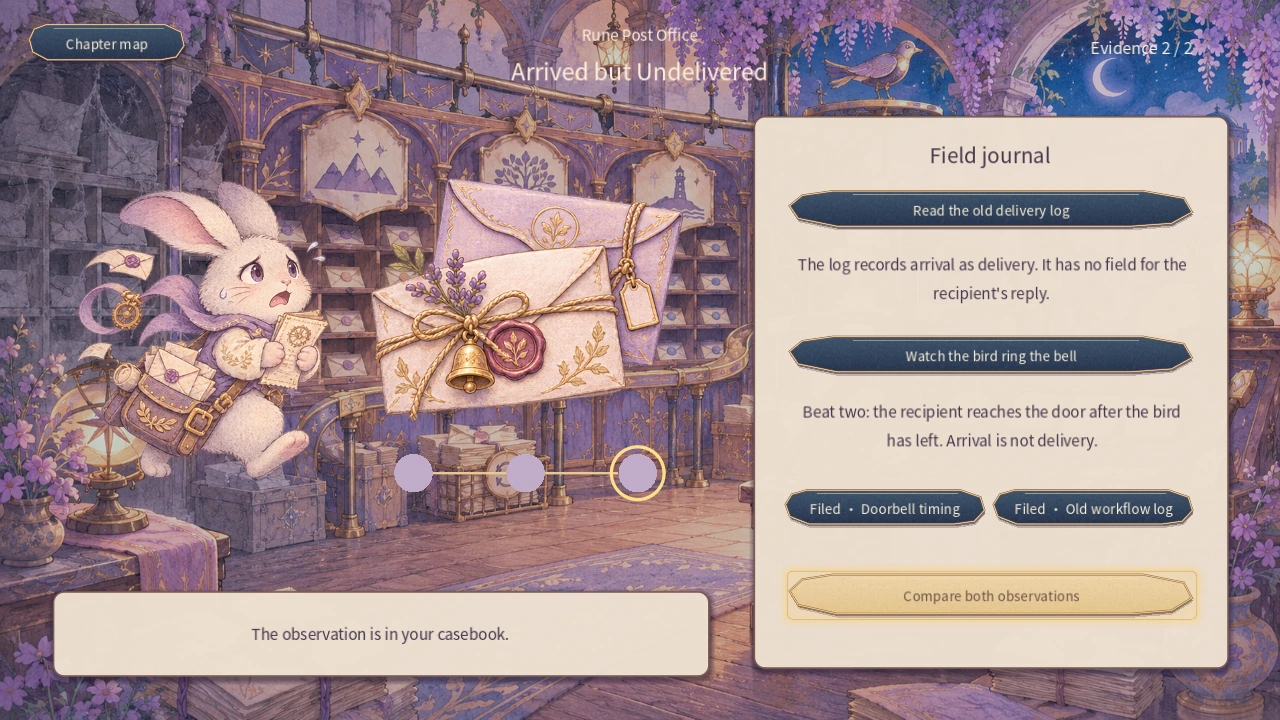 Chapter map
Rune Post Office
Arrived but Undelivered
Evidence 2 / 2
Field journal
Read the old delivery log
The log records arrival as delivery. It has no field for the
recipient's reply.
Watch the bird ring the bell
Beat two: the recipient reaches the door after the bird
has left. Arrival is not delivery.
Filed • Doorbell timing
Filed • Old workflow log
Compare both observations
The observation is in your casebook.